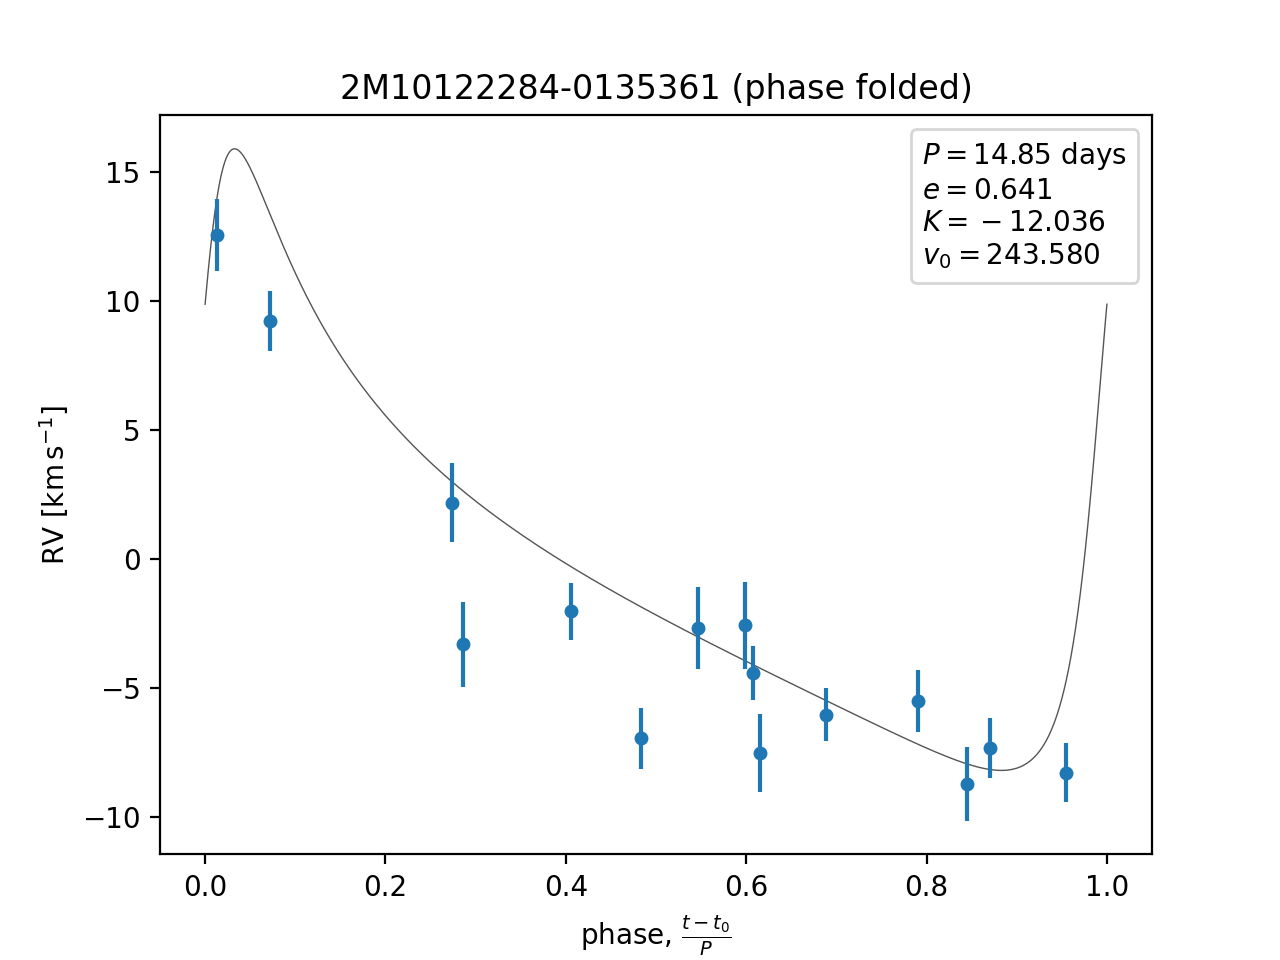 2M10122284-0135361 (phase folded)
P = 14.85 days
e = 0.641
K = −12.036
v₀ = 243.580
15
10
5
0
−5
−10
RV [km s⁻¹]
0.0 0.2 0.4 0.6 0.8 1.0
phase, (t − t₀)/P